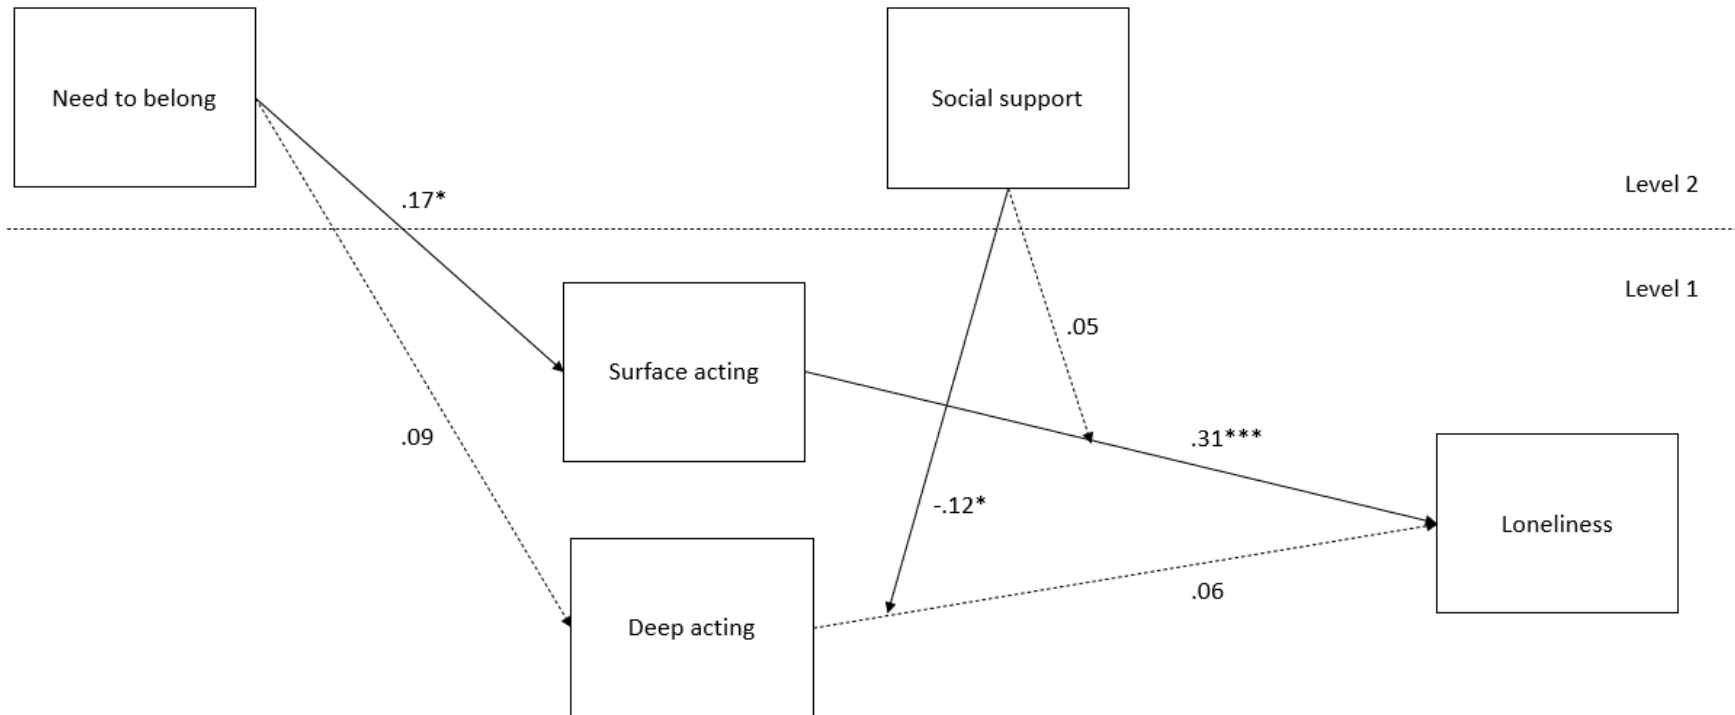 Need to belong
Social support
Level 2
.17*
Level 1
.05
Surface acting
.09
.31***
-.12*
Loneliness
.06
Deep acting